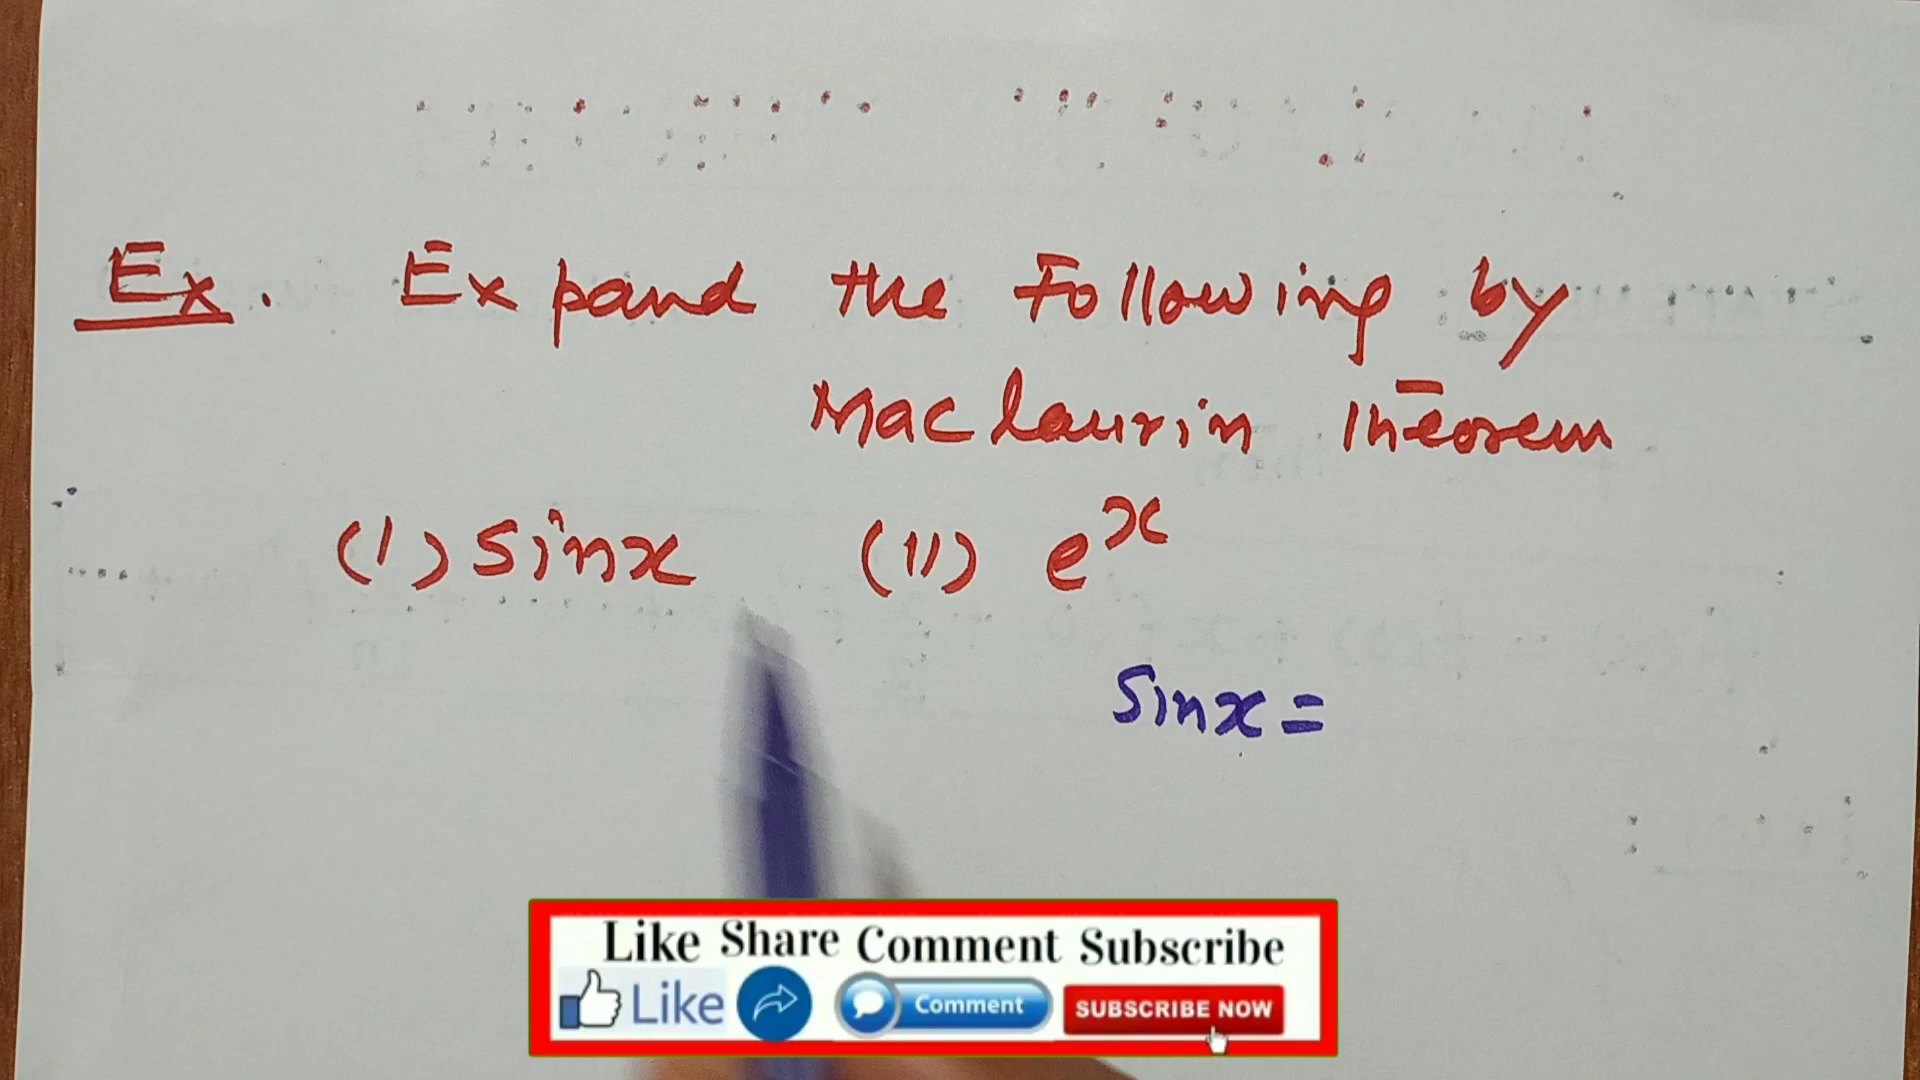 Ex. Expand the Following by
Maclaurin Theorem
(I) sinx (II) e^x
Sinx =
Like Share Comment Subscribe
Like Comment SUBSCRIBE NOW